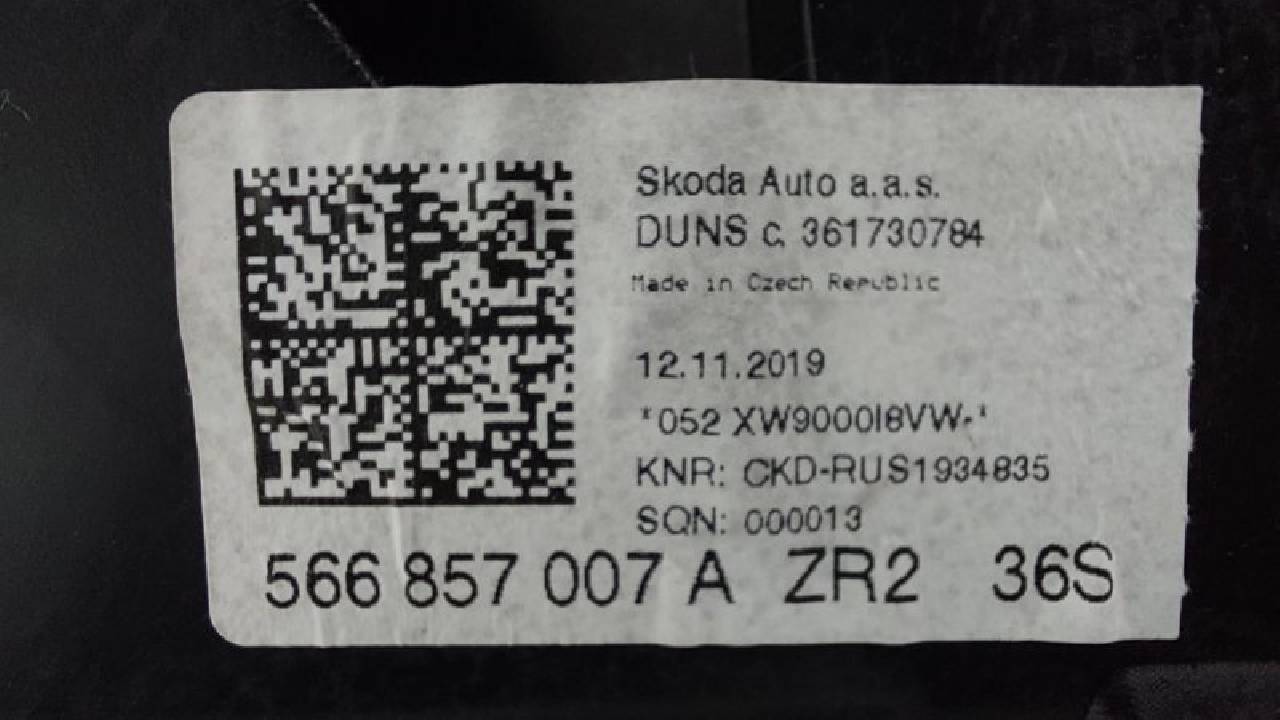 Skoda Auto a.a.s.
DUNS c. 361730784
Made in Czech Republic
12.11.2019
*052 XW9000I8VW-*
KNR: CKD-RUS1934835
SQN: 000013
566 857 007 A ZR2 36S